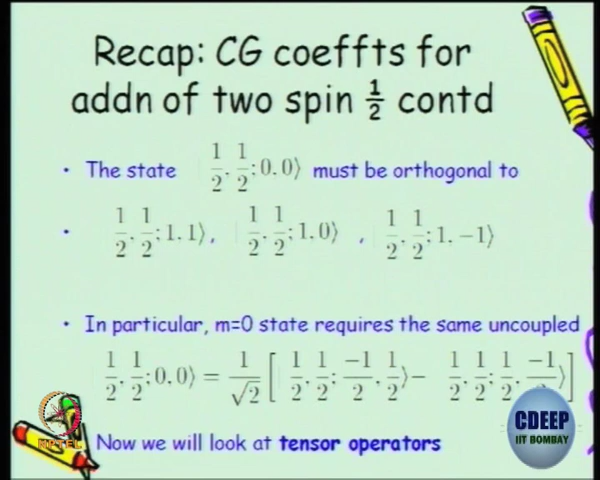 Recap: CG coeffts for
addn of two spin ½ contd
• The state |1/2, 1/2; 0, 0⟩ must be orthogonal to
• |1/2, 1/2; 1, 1⟩, |1/2, 1/2; 1, 0⟩, |1/2, 1/2; 1, −1⟩
• In particular, m=0 state requires the same uncoupled
|1/2, 1/2; 0, 0⟩ = 1/√2 [ |1/2, 1/2; −1/2, 1/2⟩ − |1/2, 1/2; 1/2, −1/2⟩ ]
Now we will look at tensor operators
NPTEL
CDEEP
IIT BOMBAY